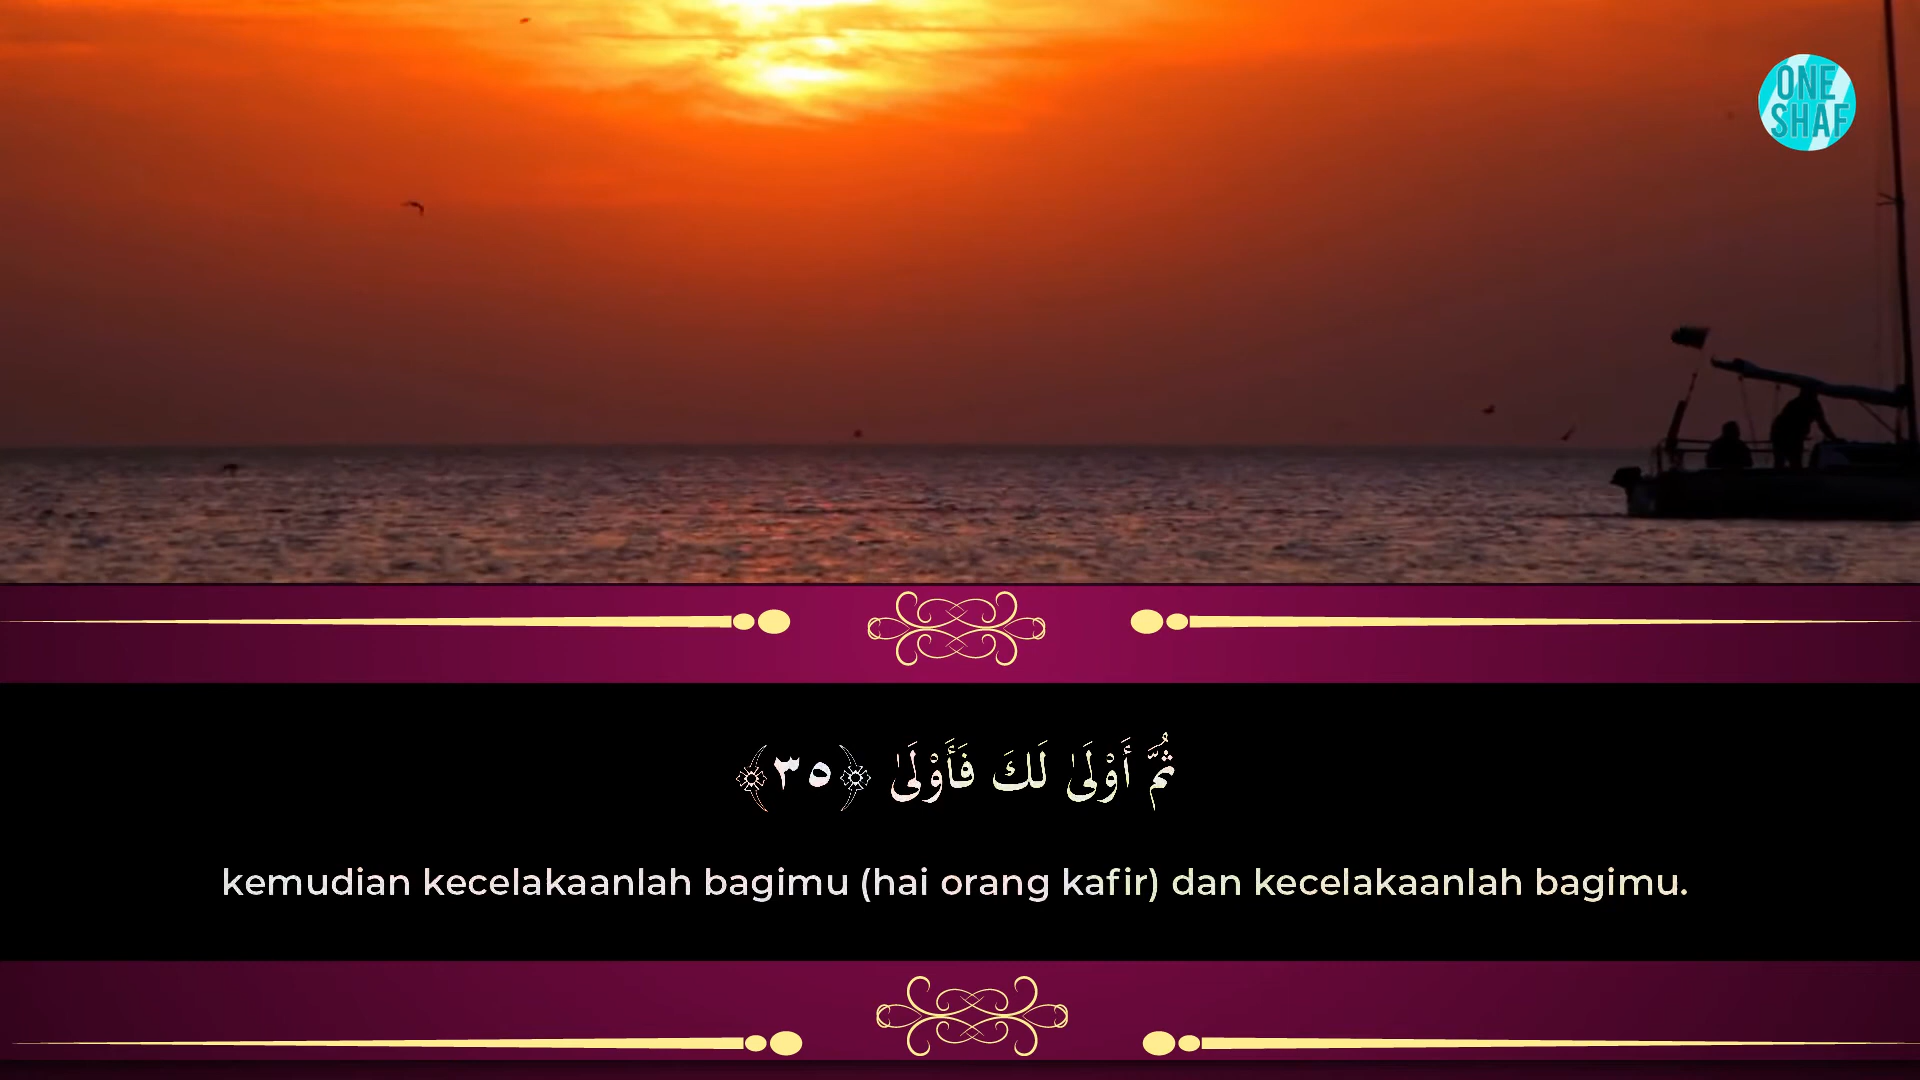 ONE
SHAF
ثُمَّ أَوْلَىٰ لَكَ فَأَوْلَىٰ ﴿٣٥﴾
kemudian kecelakaanlah bagimu (hai orang kafir) dan kecelakaanlah bagimu.